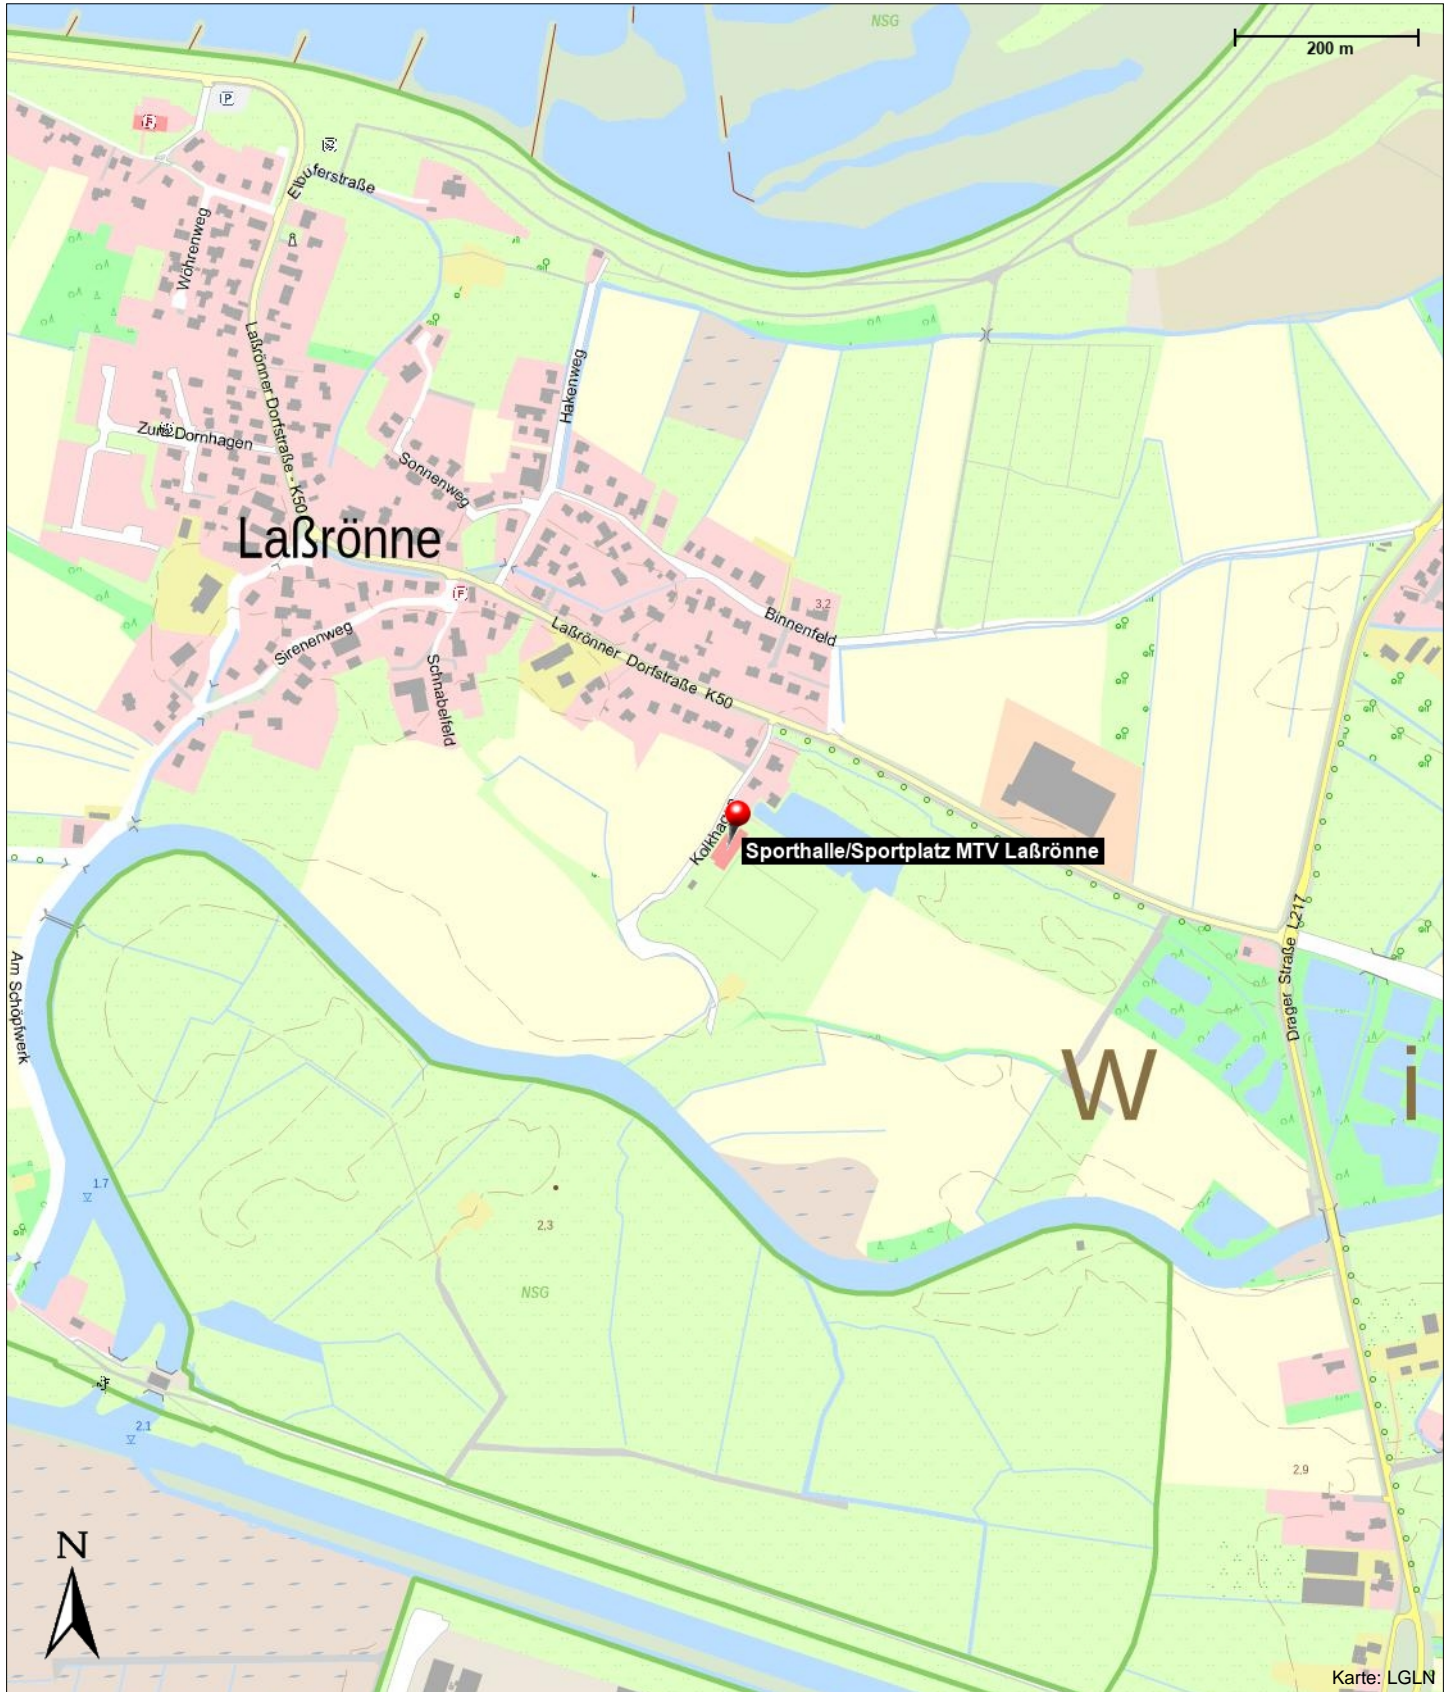 NSG
200 m
P
F
Elbuferstraße
Wöhrenweg
Laßrönner Dorfstraße - K50
Hakenweg
Zum Dornhagen
Sonnenweg
Laßrönne
F
3,2
Binnenfeld
Sirenenweg
Laßrönner Dorfstraße K50
Schnabelfeld
Sporthalle/Sportplatz MTV Laßrönne
Drager Straße L217
Am Schöpfwerk
W i
1.7
2,3
NSG
2.1
2,9
N
Karte: LGLN